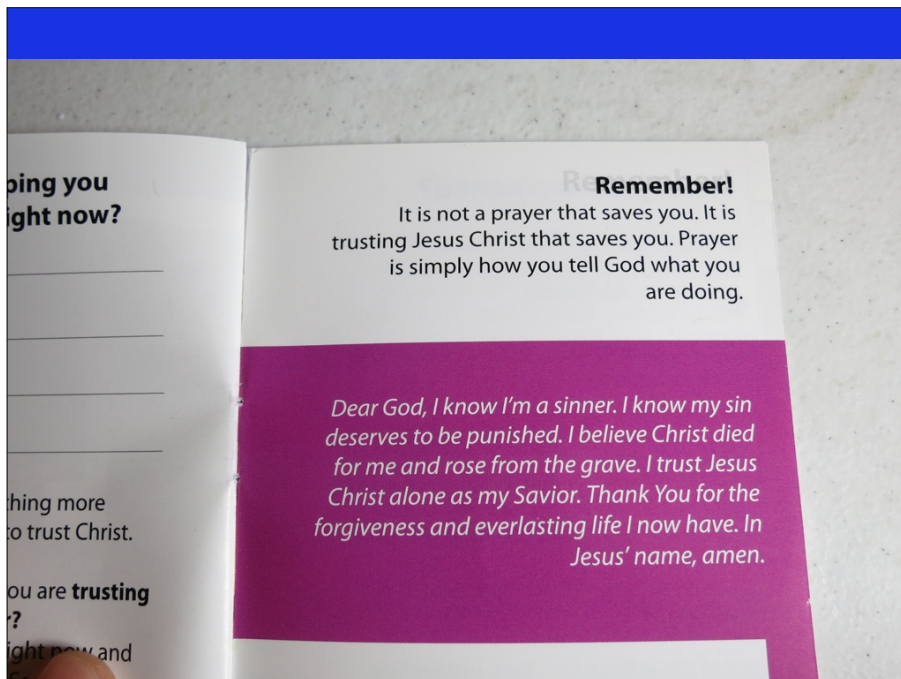 ping you
ight now?
hing more
to trust Christ.
ou are trusting
r?
ight now and
Remember!
It is not a prayer that saves you. It is
trusting Jesus Christ that saves you. Prayer
is simply how you tell God what you
are doing.
Dear God, I know I'm a sinner. I know my sin
deserves to be punished. I believe Christ died
for me and rose from the grave. I trust Jesus
Christ alone as my Savior. Thank You for the
forgiveness and everlasting life I now have. In
Jesus' name, amen.